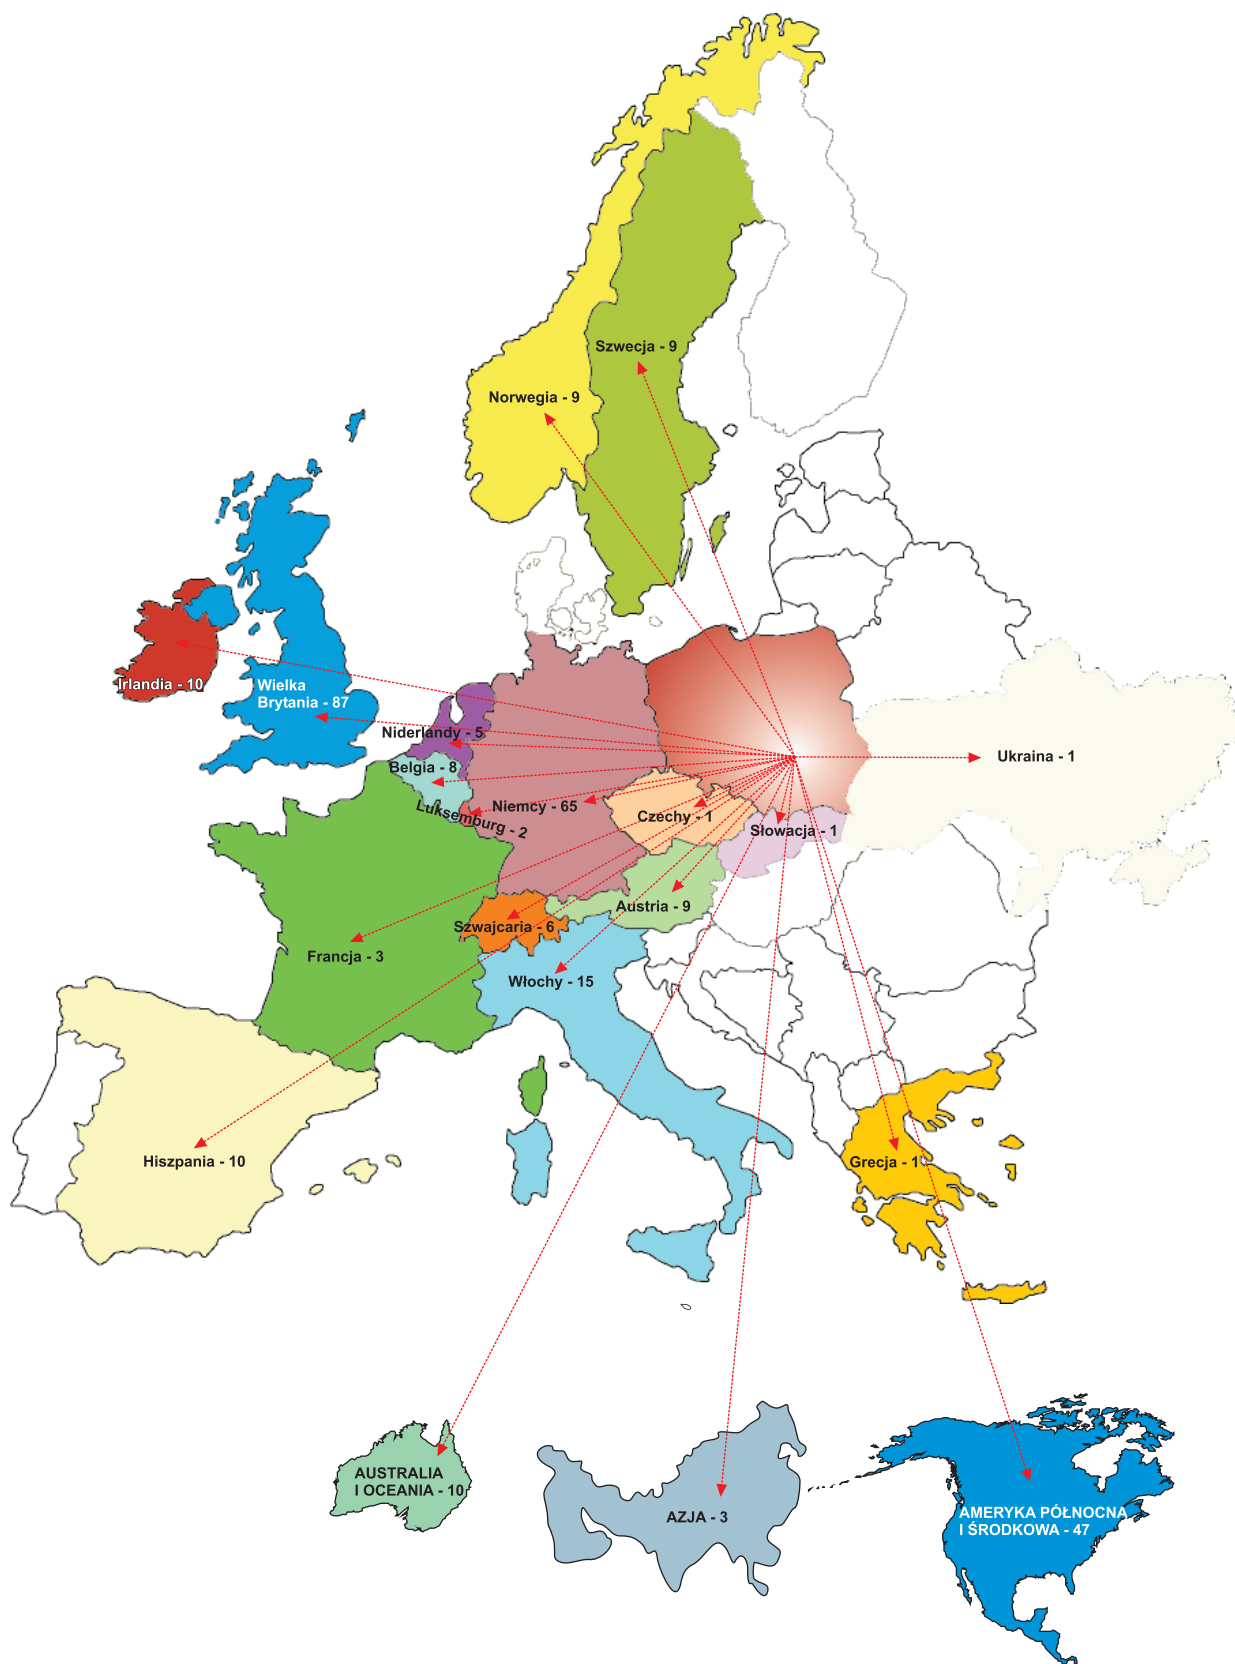 Szwecja - 9
Norwegia - 9
Irlandia - 10
Wielka
Brytania - 87
Niderlandy - 5
Belgia - 8
Luksemburg - 2
Niemcy - 65
Czechy - 1
Słowacja - 1
Ukraina - 1
Austria - 9
Szwajcaria - 6
Francja - 3
Włochy - 15
Hiszpania - 10
Grecja - 1
AUSTRALIA
I OCEANIA - 10
AZJA - 3
AMERYKA PÓŁNOCNA
I ŚRODKOWA - 47